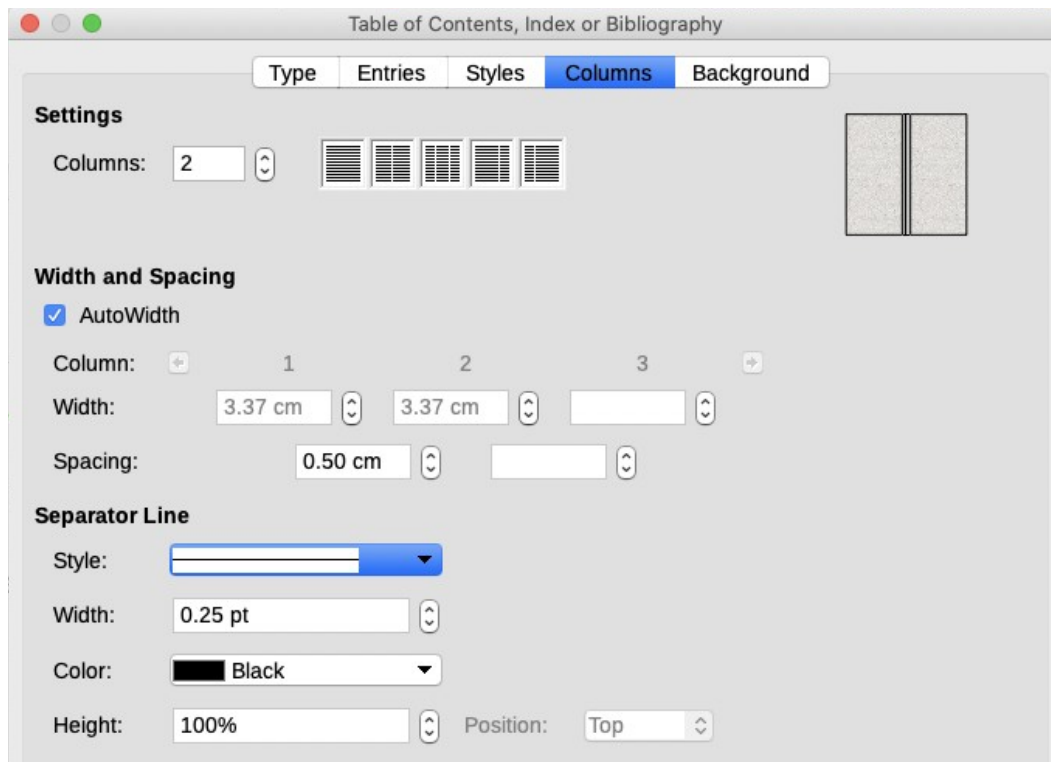 Table of Contents, Index or Bibliography
Type Entries Styles Columns Background
Settings
Columns: 2
Width and Spacing
AutoWidth
Column: 1 2 3
Width: 3.37 cm 3.37 cm
Spacing: 0.50 cm
Separator Line
Style:
Width: 0.25 pt
Color: Black
Height: 100% Position: Top